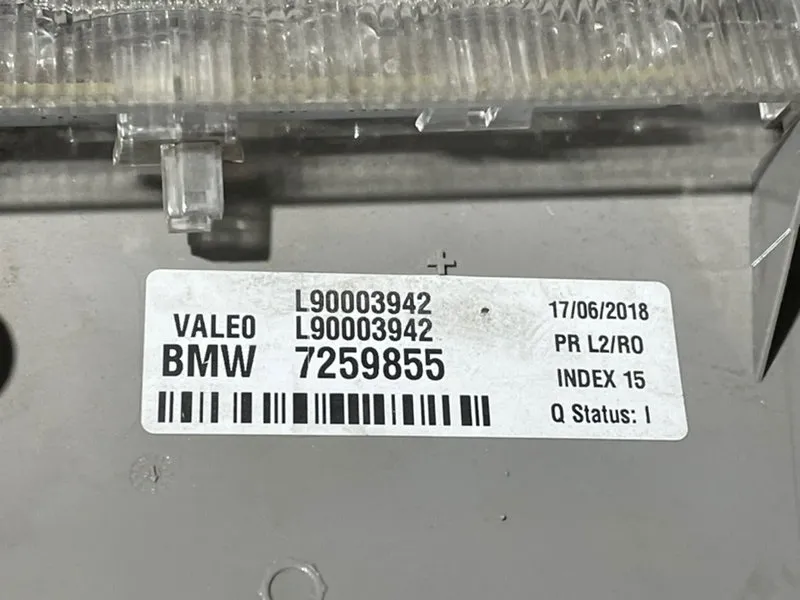 L90003942
VALEO L90003942
BMW 7259855
17/06/2018
PR L2/RO
INDEX 15
Q Status: I